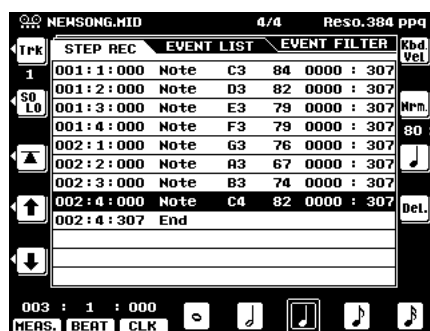 NEWSONG.MID 4/4 Reso.384 ppq
Trk STEP REC EVENT LIST EVENT FILTER Kbd. Vel
1 001:1:000 Note C3 84 0000 : 307
001:2:000 Note D3 82 0000 : 307
SOLO 001:3:000 Note E3 79 0000 : 307 Nrm.
001:4:000 Note F3 79 0000 : 307 80
002:1:000 Note G3 76 0000 : 307
002:2:000 Note A3 67 0000 : 307
002:3:000 Note B3 74 0000 : 307
002:4:000 Note C4 82 0000 : 307 Del.
002:4:307 End
003 : 1 : 000
MEAS. BEAT CLK